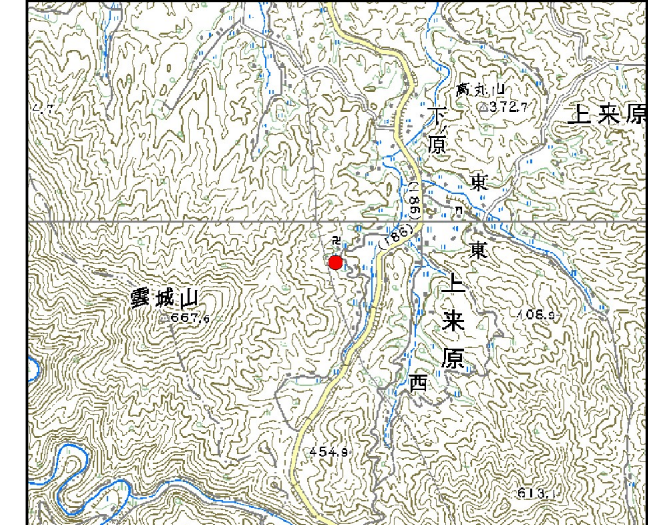 高丸山
372.7
上来原
下原
東
(186)
(186)
東
雲城山
667.6
上来原
408.9
西
454.9
613.1